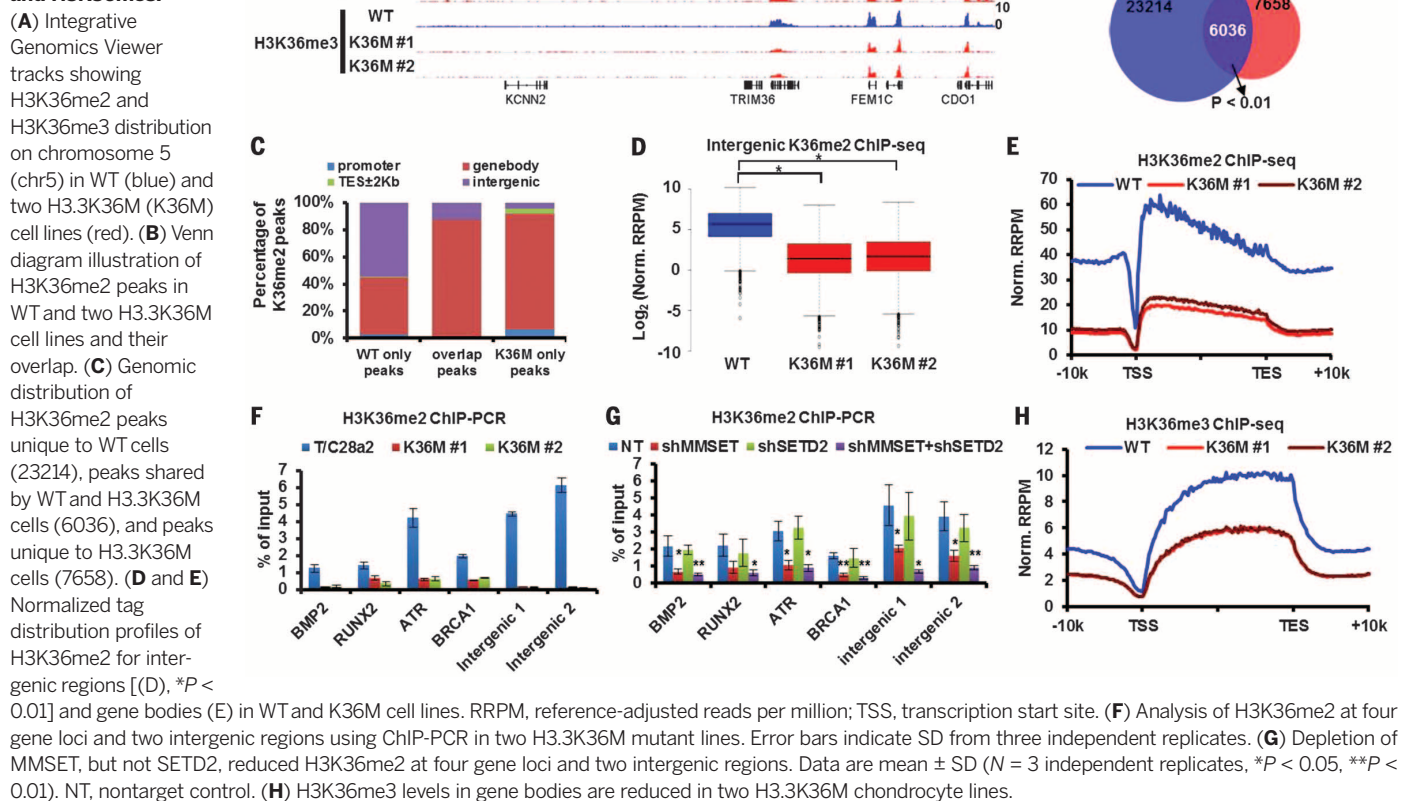 (A) Integrative
Genomics Viewer
tracks showing
H3K36me2 and
H3K36me3 distribution
on chromosome 5
(chr5) in WT (blue) and
two H3.3K36M (K36M)
cell lines (red). (B) Venn
diagram illustration of
H3K36me2 peaks in
WT and two H3.3K36M
cell lines and their
overlap. (C) Genomic
distribution of
H3K36me2 peaks
unique to WT cells
(23214), peaks shared
by WT and H3.3K36M
cells (6036), and peaks
unique to H3.3K36M
cells (7658). (D and E)
Normalized tag
distribution profiles of
H3K36me2 for inter-
genic regions [(D), *P <
0.01] and gene bodies (E) in WT and K36M cell lines. RRPM, reference-adjusted reads per million; TSS, transcription start site. (F) Analysis of H3K36me2 at four
gene loci and two intergenic regions using ChIP-PCR in two H3.3K36M mutant lines. Error bars indicate SD from three independent replicates. (G) Depletion of
MMSET, but not SETD2, reduced H3K36me2 at four gene loci and two intergenic regions. Data are mean ± SD (N = 3 independent replicates, *P < 0.05, **P <
0.01). NT, nontarget control. (H) H3K36me3 levels in gene bodies are reduced in two H3.3K36M chondrocyte lines.
H3K36me3
WT
K36M #1
K36M #2
10
0
KCNN2
TRIM36
FEM1C
CDO1
23214
6036
7658
P < 0.01
C
promoter
genebody
TES±2Kb
intergenic
Percentage of
K36me2 peaks
100%
80%
60%
40%
20%
0%
WT only
peaks
overlap
peaks
K36M only
peaks
D
Intergenic K36me2 ChIP-seq
*
*
Log2 (Norm. RRPM)
10
5
0
-5
-10
WT
K36M #1
K36M #2
E
H3K36me2 ChIP-seq
WT
K36M #1
K36M #2
Norm. RRPM
70
60
50
40
30
20
10
0
-10k
TSS
TES
+10k
F
H3K36me2 ChIP-PCR
T/C28a2
K36M #1
K36M #2
% of input
7
6
5
4
3
2
1
0
BMP2
RUNX2
ATR
BRCA1
Intergenic 1
Intergenic 2
G
H3K36me2 ChIP-PCR
NT
shMMSET
shSETD2
shMMSET+shSETD2
% of input
7
6
5
4
3
2
1
0
*
**
*
*
*
**
**
*
*
*
**
BMP2
RUNX2
ATR
BRCA1
intergenic 1
intergenic 2
H
H3K36me3 ChIP-seq
WT
K36M #1
K36M #2
Norm. RRPM
12
10
8
6
4
2
0
-10k
TSS
TES
+10k